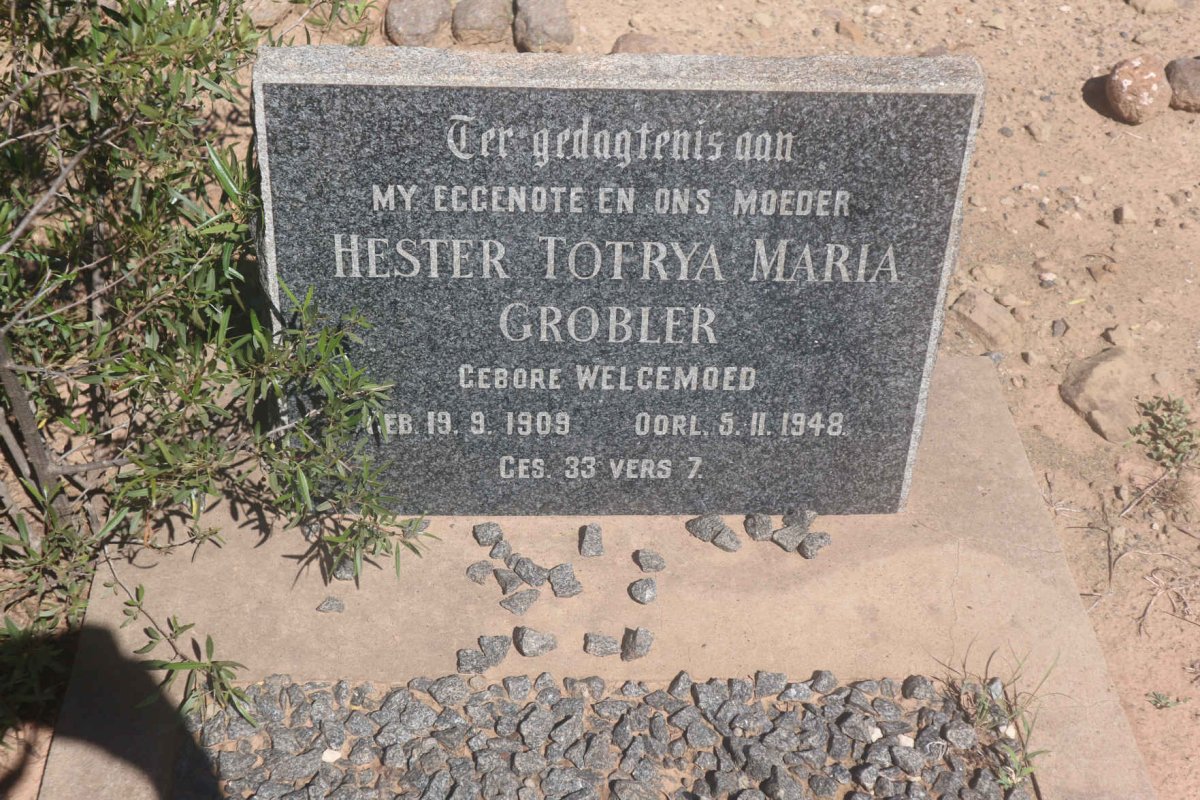 Ter gedagtenis aan
MY EGGENOTE EN ONS MOEDER
HESTER TOTRYA MARIA
GROBLER
GEBORE WELGEMOED
GEB. 19. 9. 1909 OORL. 5. 11. 1948.
GES. 33 VERS 7.